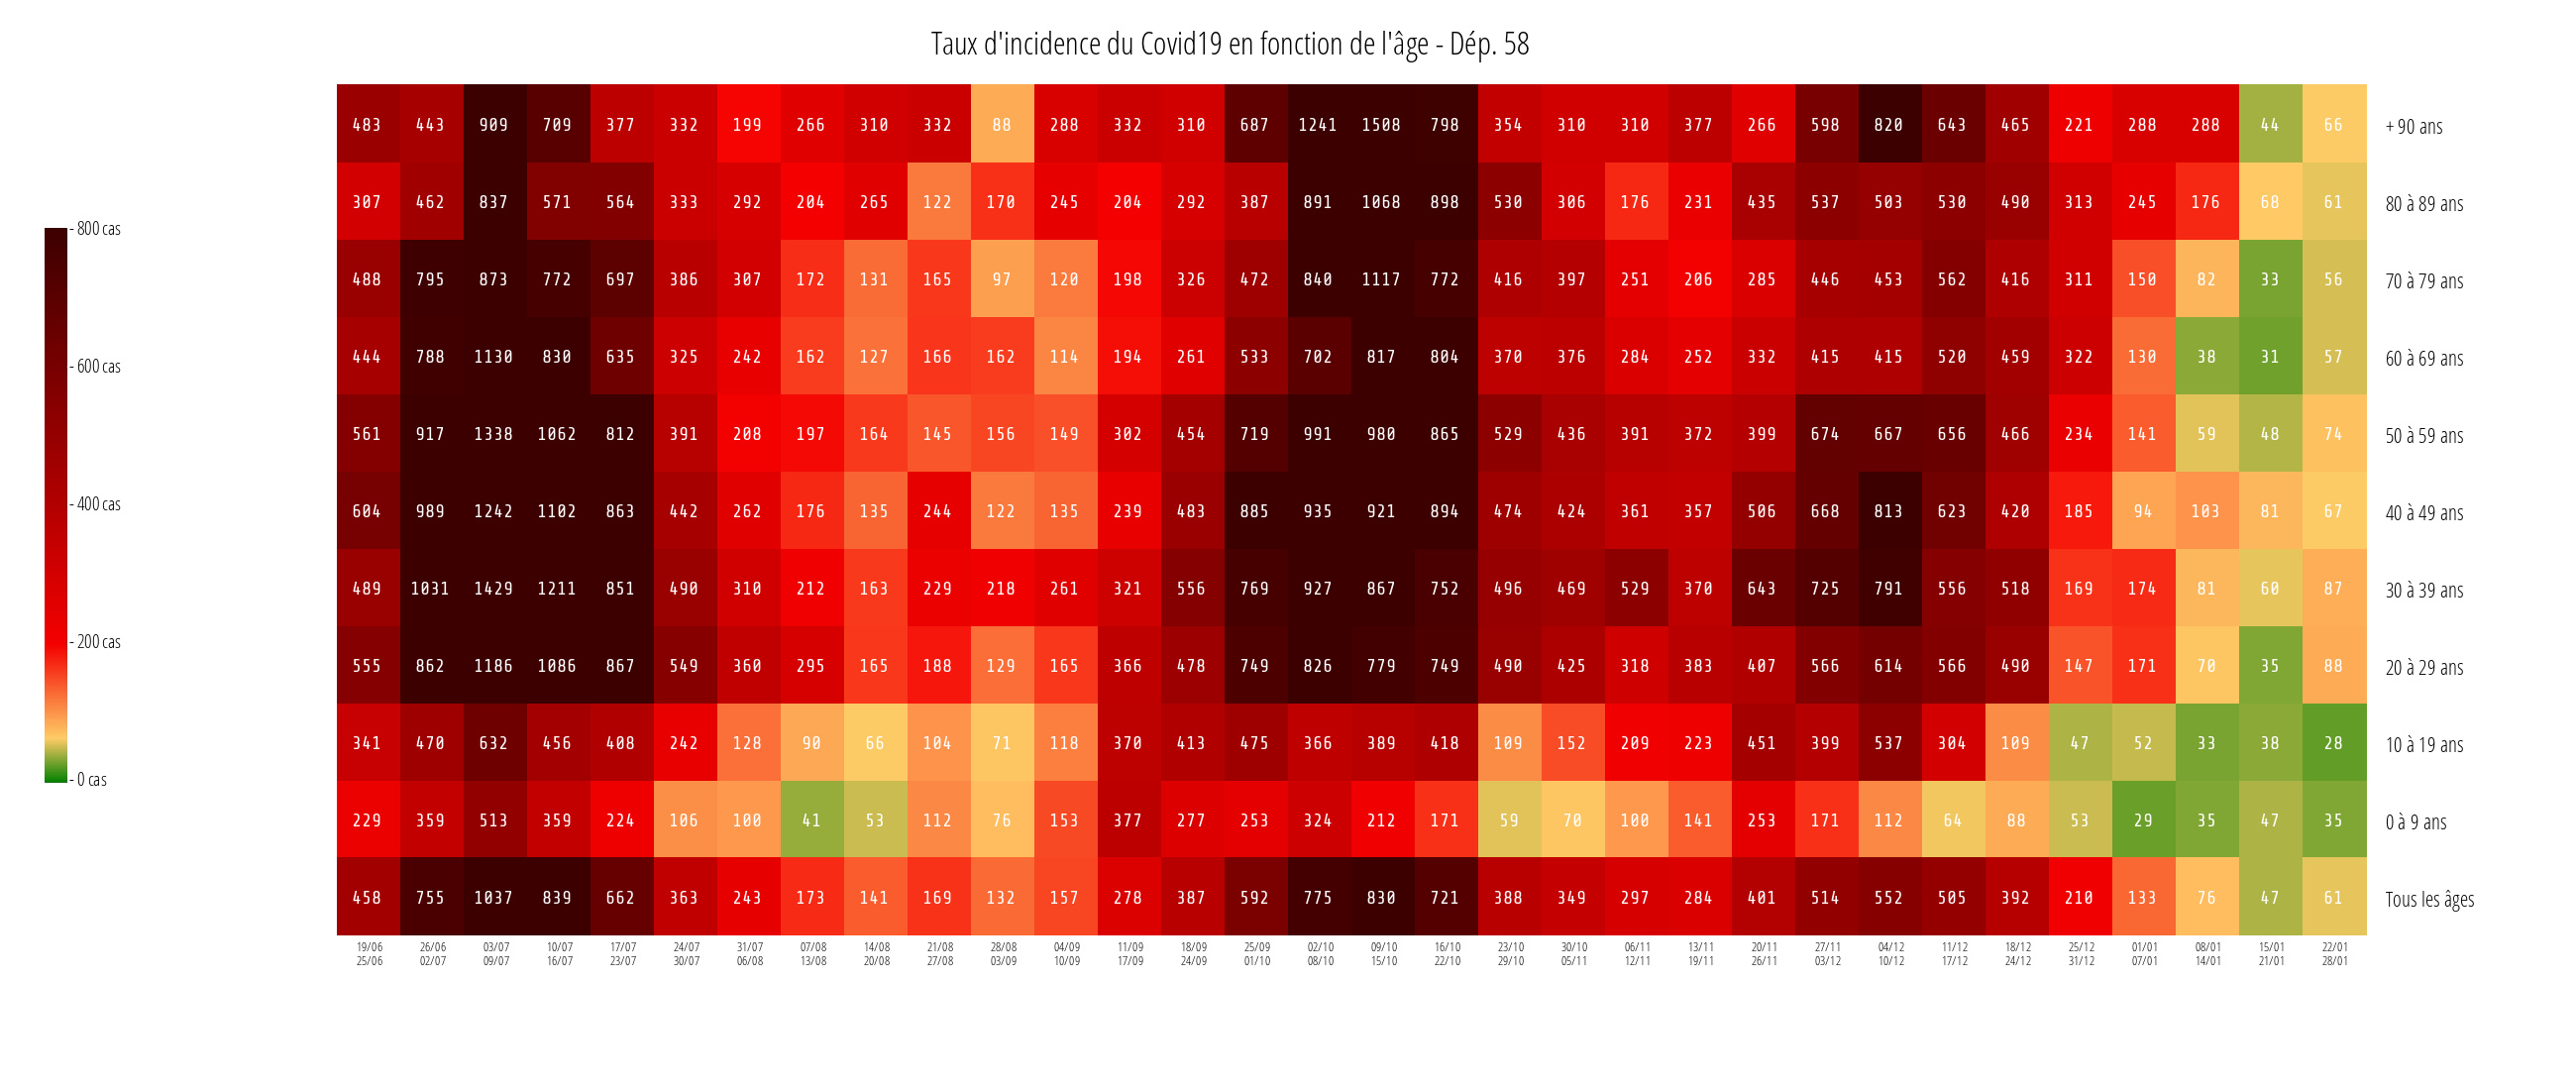 Taux d'incidence du Covid19 en fonction de l'âge - Dép. 58
483 443 909 709 377 332 199 266 310 332 88 288 332 310 687 1241 1508 798 354 310 310 377 266 598 820 643 465 221 288 288 44 66 + 90 ans
307 462 837 571 564 333 292 204 265 122 170 245 204 292 387 891 1068 898 530 306 176 231 435 537 503 530 490 313 245 176 68 61 80 à 89 ans
- 800 cas
488 795 873 772 697 386 307 172 131 165 97 120 198 326 472 840 1117 772 416 397 251 206 285 446 453 562 416 311 150 82 33 56 70 à 79 ans
444 788 1130 830 635 325 242 162 127 166 162 114 194 261 533 702 817 804 370 376 284 252 332 415 415 520 459 322 130 38 31 57 60 à 69 ans
- 600 cas
561 917 1338 1062 812 391 208 197 164 145 156 149 302 454 719 991 980 865 529 436 391 372 399 674 667 656 466 234 141 59 48 74 50 à 59 ans
- 400 cas
604 989 1242 1102 863 442 262 176 135 244 122 135 239 483 885 935 921 894 474 424 361 357 506 668 813 623 420 185 94 103 81 67 40 à 49 ans
489 1031 1429 1211 851 490 310 212 163 229 218 261 321 556 769 927 867 752 496 469 529 370 643 725 791 556 518 169 174 81 60 87 30 à 39 ans
- 200 cas
555 862 1186 1086 867 549 360 295 165 188 129 165 366 478 749 826 779 749 490 425 318 383 407 566 614 566 490 147 171 70 35 88 20 à 29 ans
341 470 632 456 408 242 128 90 66 104 71 118 370 413 475 366 389 418 109 152 209 223 451 399 537 304 109 47 52 33 38 28 10 à 19 ans
- 0 cas
229 359 513 359 224 106 100 41 53 112 76 153 377 277 253 324 212 171 59 70 100 141 253 171 112 64 88 53 29 35 47 35 0 à 9 ans
458 755 1037 839 662 363 243 173 141 169 132 157 278 387 592 775 830 721 388 349 297 284 401 514 552 505 392 210 133 76 47 61 Tous les âges
19/06 26/06 03/07 10/07 17/07 24/07 31/07 07/08 14/08 21/08 28/08 04/09 11/09 18/09 25/09 02/10 09/10 16/10 23/10 30/10 06/11 13/11 20/11 27/11 04/12 11/12 18/12 25/12 01/01 08/01 15/01 22/01
25/06 02/07 09/07 16/07 23/07 30/07 06/08 13/08 20/08 27/08 03/09 10/09 17/09 24/09 01/10 08/10 15/10 22/10 29/10 05/11 12/11 19/11 26/11 03/12 10/12 17/12 24/12 31/12 07/01 14/01 21/01 28/01